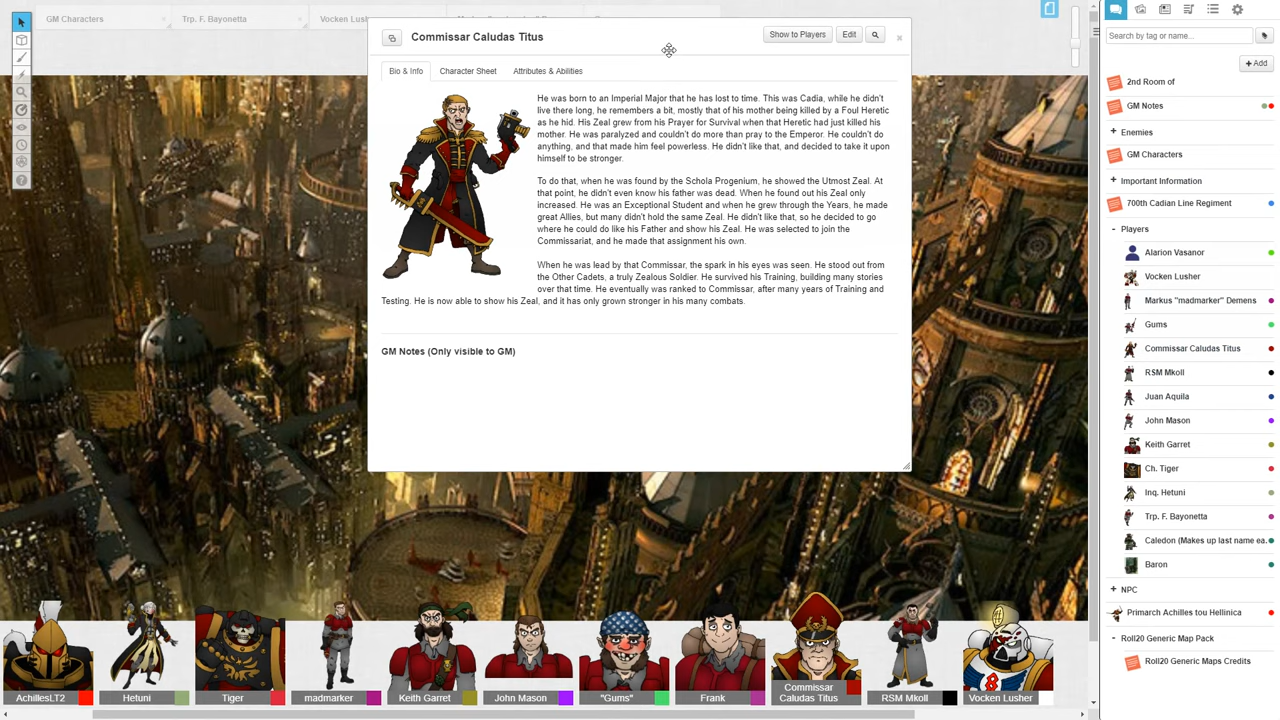 GM Characters
Trp. F. Bayonetta
Vocken Lusher
Commissar Caludas Titus
Show to Players
Edit
Bio & Info
Character Sheet
Attributes & Abilities
He was born to an Imperial Major that he has lost to time. This was Cadia, while he didn't
live there long, he remembers a bit, mostly that of his mother being killed by a Foul Heretic
as he hid. His Zeal grew from his Prayer for Survival when that Heretic had just killed his
mother. He was paralyzed and couldn't do more than pray to the Emperor. He couldn't do
anything, and that made him feel powerless. He didn't like that, and decided to take it upon
himself to be stronger.
To do that, when he was found by the Schola Progenium, he showed the Utmost Zeal. At
that point, he didn't even know his father was dead. When he found out his Zeal only
increased. He was an Exceptional Student and when he grew through the Years, he made
great Allies, but many didn't hold the same Zeal. He didn't like that, so he decided to go
where he could do like his Father and show his Zeal. He was selected to join the
Commissariat, and he made that assignment his own.
When he was lead by that Commissar, the spark in his eyes was seen. He stood out from
the Other Cadets, a truly Zealous Soldier. He survived his Training, building many stories
over that time. He eventually was ranked to Commissar, after many years of Training and
Testing. He is now able to show his Zeal, and it has only grown stronger in his many combats.
GM Notes (Only visible to GM)
Search by tag or name...
+ Add
2nd Room of
GM Notes
+ Enemies
GM Characters
+ Important Information
700th Cadian Line Regiment
- Players
Alarion Vasanor
Vocken Lusher
Markus "madmarker" Demens
Gums
Commissar Caludas Titus
RSM Mkoll
Juan Aquila
John Mason
Keith Garret
Ch. Tiger
Inq. Hetuni
Trp. F. Bayonetta
Caledon (Makes up last name ea.
Baron
+ NPC
Primarch Achilles tou Hellinica
- Roll20 Generic Map Pack
Roll20 Generic Maps Credits
AchillesLT2
Hetuni
Tiger
madmarker
Keith Garret
John Mason
"Gums"
Frank
Commissar
Caludas Titus
RSM Mkoll
Vocken Lusher